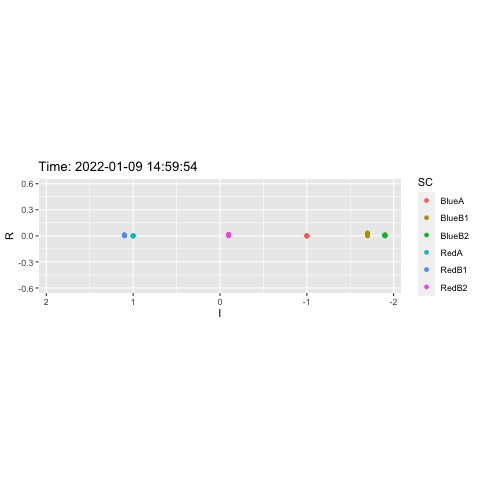 Time: 2022-01-09 14:59:54
R
0.6
0.3
0.0
-0.3
-0.6
2
1
0
-1
-2
I
SC
BlueA
BlueB1
BlueB2
RedA
RedB1
RedB2